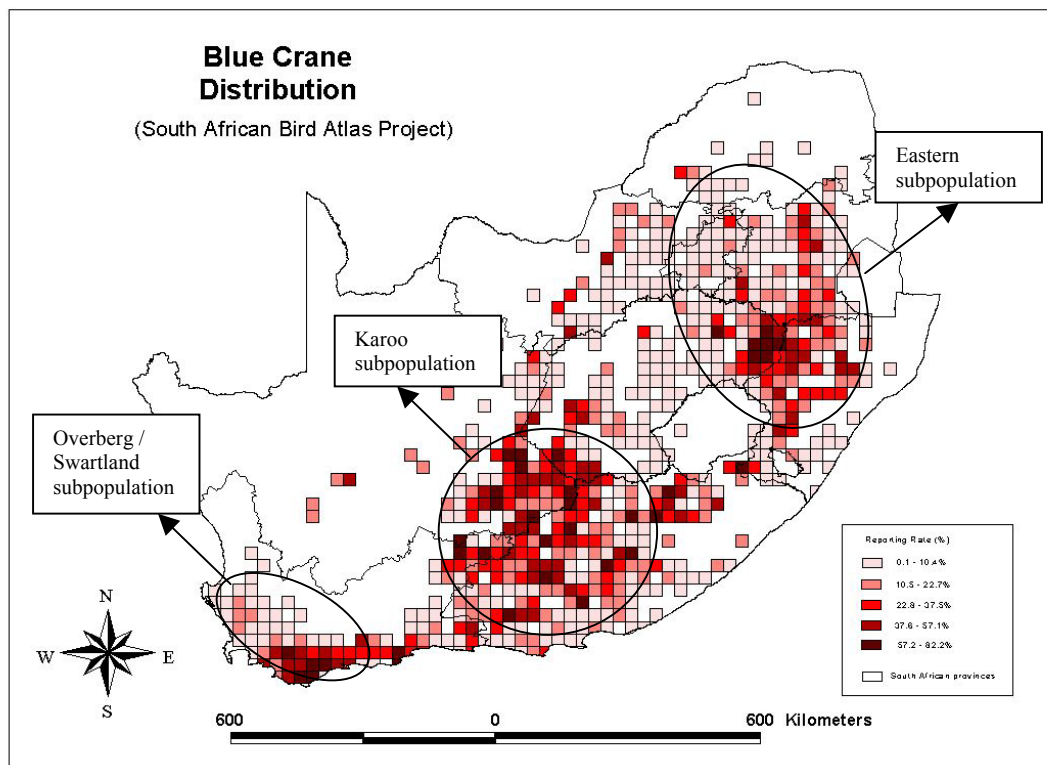 Blue Crane
Distribution
(South African Bird Atlas Project)
Eastern
subpopulation
Karoo
subpopulation
Overberg /
Swartland
subpopulation
Reporting Rate (%)
0.1 - 10.4%
10.5 - 22.7%
22.8 - 37.5%
37.6 - 57.1%
57.2 - 82.2%
South African provinces
N
W
E
S
600
0
600
Kilometers